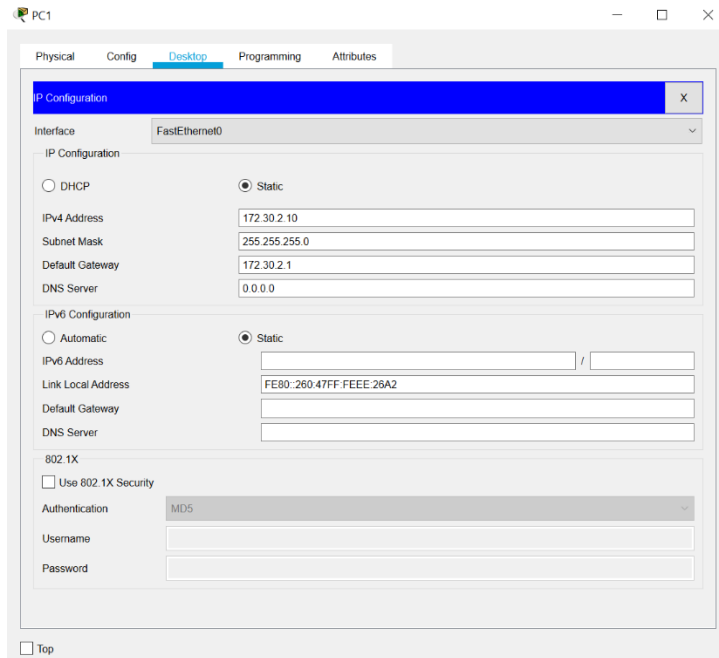 PC1
Physical Config Desktop Programming Attributes
IP Configuration X
Interface FastEthernet0
IP Configuration
DHCP Static
IPv4 Address 172.30.2.10
Subnet Mask 255.255.255.0
Default Gateway 172.30.2.1
DNS Server 0.0.0.0
IPv6 Configuration
Automatic Static
IPv6 Address /
Link Local Address FE80::260:47FF:FEEE:26A2
Default Gateway
DNS Server
802.1X
Use 802.1X Security
Authentication MD5
Username
Password
Top